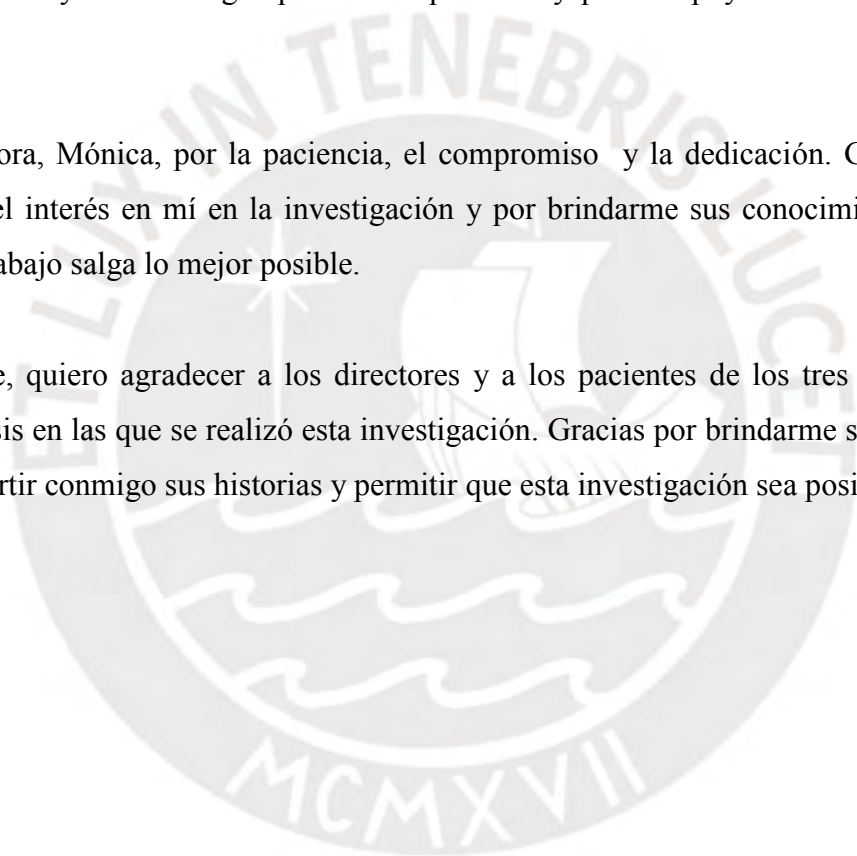 ET LUX IN TENEBRIS LUCET
ora, Mónica, por la paciencia, el compromiso y la dedicación.
el interés en mí en la investigación y por brindarme sus
abajo salga lo mejor posible.
quiero agradecer a los directores y a los pacientes de los tres
sis en las que se realizó esta investigación. Gracias por brindarme
rtir conmigo sus historias y permitir que esta investigación sea
MCMXVII